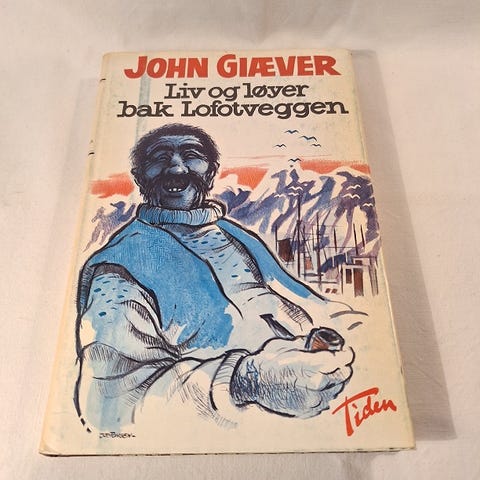 JOHN GIÆVER
Liv og løyer
bak Lofotveggen
Tiden